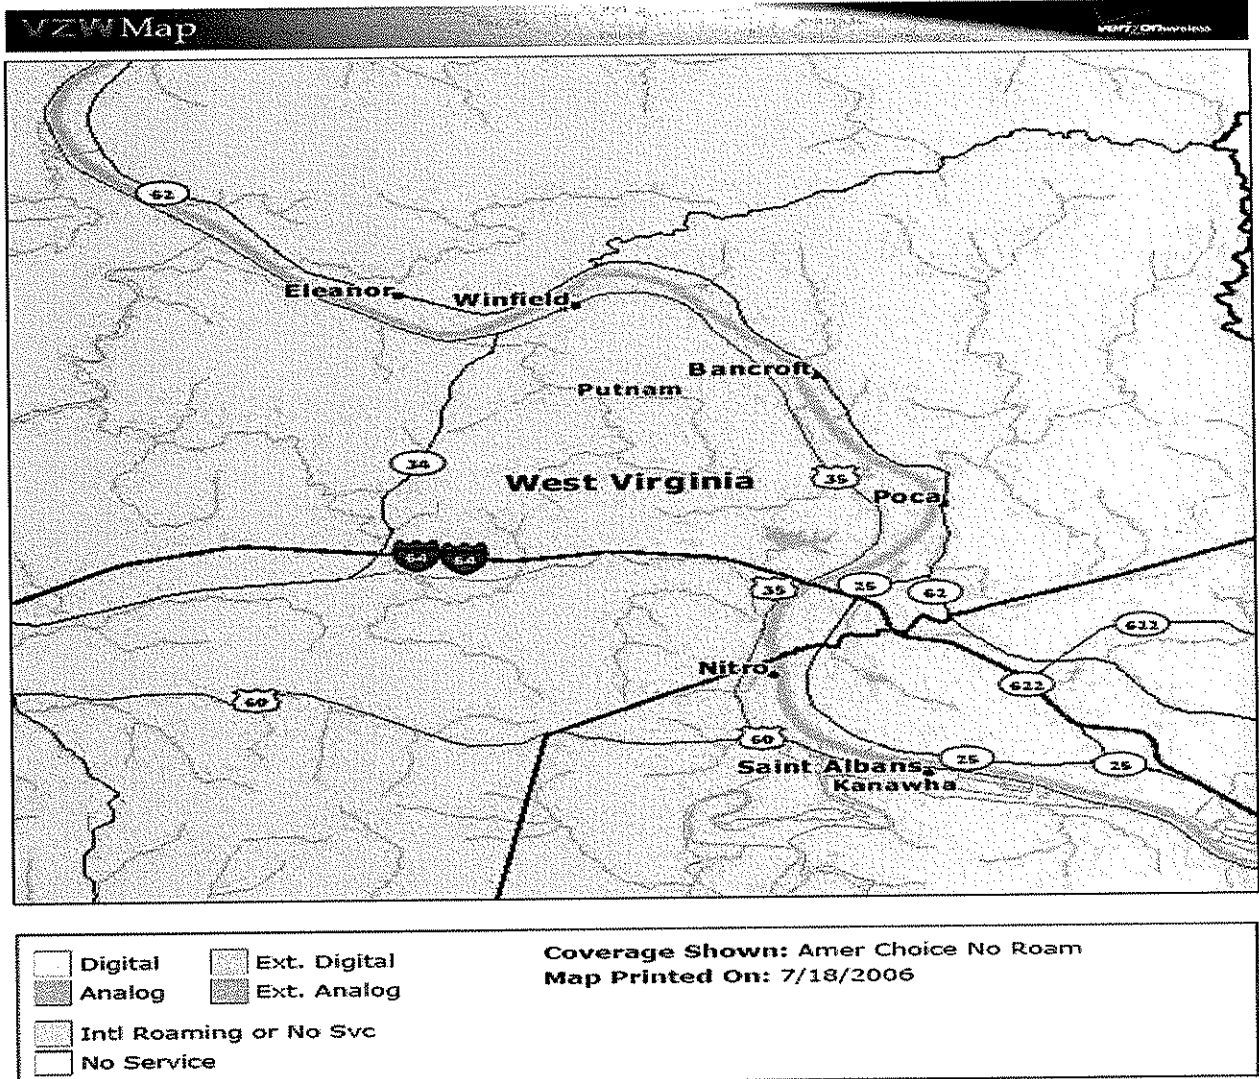 VZW Map
verizonwireless
62
Eleanor
Winfield
Bancroft
Putnam
34
West Virginia
35
Poca
64 64
35
25
62
622
Nitro
622
60
60
25
25
Saint Albans
Kanawha
Digital
Ext. Digital
Coverage Shown: Amer Choice No Roam
Analog
Ext. Analog
Map Printed On: 7/18/2006
Intl Roaming or No Svc
No Service